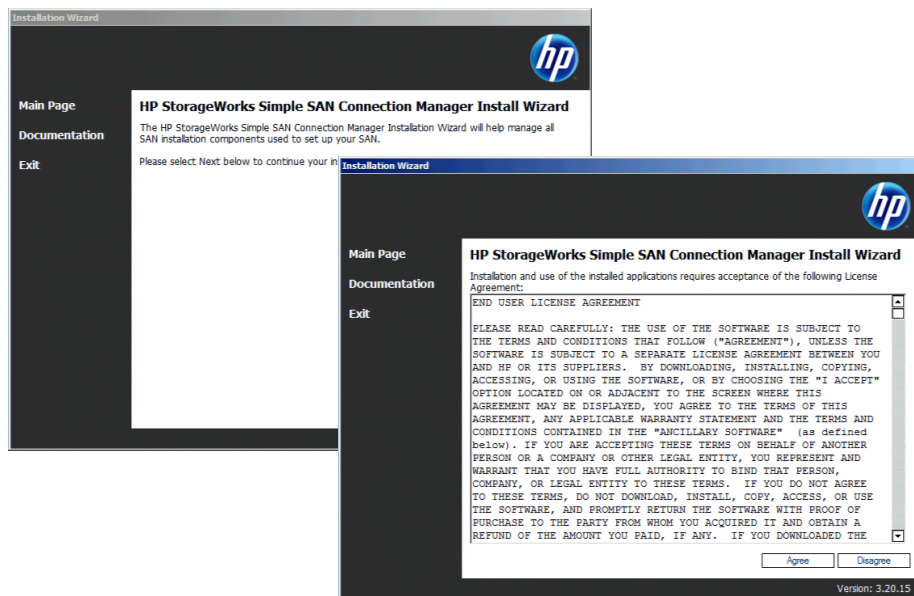 Installation Wizard
hp
Main Page
Documentation
Exit
HP StorageWorks Simple SAN Connection Manager Install Wizard
The HP StorageWorks Simple SAN Connection Manager Installation Wizard will help manage all
SAN installation components used to set up your SAN.
Please select Next below to continue your in
Installation Wizard
hp
Main Page
Documentation
Exit
HP StorageWorks Simple SAN Connection Manager Install Wizard
Installation and use of the installed applications requires acceptance of the following License
Agreement:
END USER LICENSE AGREEMENT
PLEASE READ CAREFULLY: THE USE OF THE SOFTWARE IS SUBJECT TO
THE TERMS AND CONDITIONS THAT FOLLOW ("AGREEMENT"), UNLESS THE
SOFTWARE IS SUBJECT TO A SEPARATE LICENSE AGREEMENT BETWEEN YOU
AND HP OR ITS SUPPLIERS.  BY DOWNLOADING, INSTALLING, COPYING,
ACCESSING, OR USING THE SOFTWARE, OR BY CHOOSING THE "I ACCEPT"
OPTION LOCATED ON OR ADJACENT TO THE SCREEN WHERE THIS
AGREEMENT MAY BE DISPLAYED, YOU AGREE TO THE TERMS OF THIS
AGREEMENT, ANY APPLICABLE WARRANTY STATEMENT AND THE TERMS AND
CONDITIONS CONTAINED IN THE "ANCILLARY SOFTWARE"  (as defined
below). IF YOU ARE ACCEPTING THESE TERMS ON BEHALF OF ANOTHER
PERSON OR A COMPANY OR OTHER LEGAL ENTITY, YOU REPRESENT AND
WARRANT THAT YOU HAVE FULL AUTHORITY TO BIND THAT PERSON,
COMPANY, OR LEGAL ENTITY TO THESE TERMS.  IF YOU DO NOT AGREE
TO THESE TERMS, DO NOT DOWNLOAD, INSTALL, COPY, ACCESS, OR USE
THE SOFTWARE, AND PROMPTLY RETURN THE SOFTWARE WITH PROOF OF
PURCHASE TO THE PARTY FROM WHOM YOU ACQUIRED IT AND OBTAIN A
REFUND OF THE AMOUNT YOU PAID, IF ANY.  IF YOU DOWNLOADED THE
Agree Disagree
Version: 3.20.15